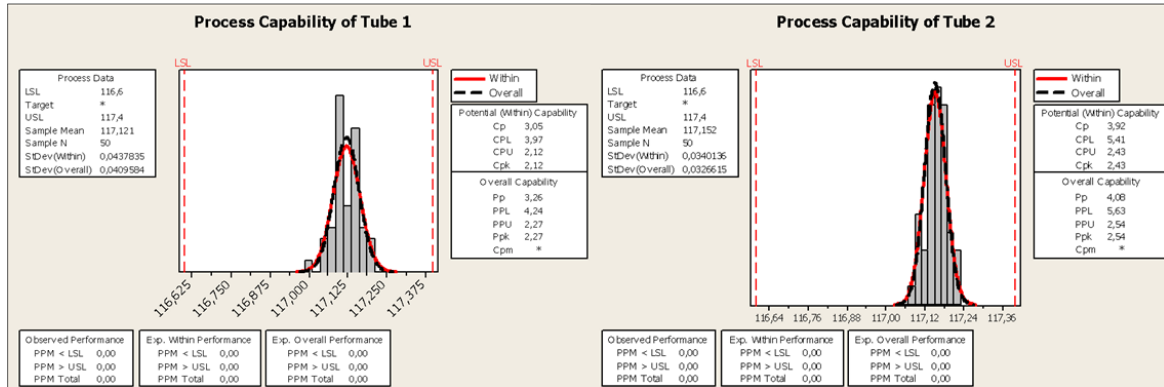 Process Capability of Tube 1
LSL
USL
Process Data
LSL 116,6
Target *
USL 117,4
Sample Mean 117,121
Sample N 50
StDev(Within) 0,0437835
StDev(Overall) 0,0409584
Within
Overall
Potential (Within) Capability
Cp 3,05
CPL 3,97
CPU 2,12
Cpk 2,12
Overall Capability
Pp 3,26
PPL 4,24
PPU 2,27
Ppk 2,27
Cpm *
116,625 116,750 116,875 117,000 117,125 117,250 117,375
Observed Performance
PPM < LSL 0,00
PPM > USL 0,00
PPM Total 0,00
Exp. Within Performance
PPM < LSL 0,00
PPM > USL 0,00
PPM Total 0,00
Exp. Overall Performance
PPM < LSL 0,00
PPM > USL 0,00
PPM Total 0,00
Process Capability of Tube 2
LSL
USL
Process Data
LSL 116,6
Target *
USL 117,4
Sample Mean 117,152
Sample N 50
StDev(Within) 0,0340136
StDev(Overall) 0,0326615
Within
Overall
Potential (Within) Capability
Cp 3,92
CPL 5,41
CPU 2,43
Cpk 2,43
Overall Capability
Pp 4,08
PPL 5,63
PPU 2,54
Ppk 2,54
Cpm *
116,64 116,76 116,88 117,00 117,12 117,24 117,36
Observed Performance
PPM < LSL 0,00
PPM > USL 0,00
PPM Total 0,00
Exp. Within Performance
PPM < LSL 0,00
PPM > USL 0,00
PPM Total 0,00
Exp. Overall Performance
PPM < LSL 0,00
PPM > USL 0,00
PPM Total 0,00